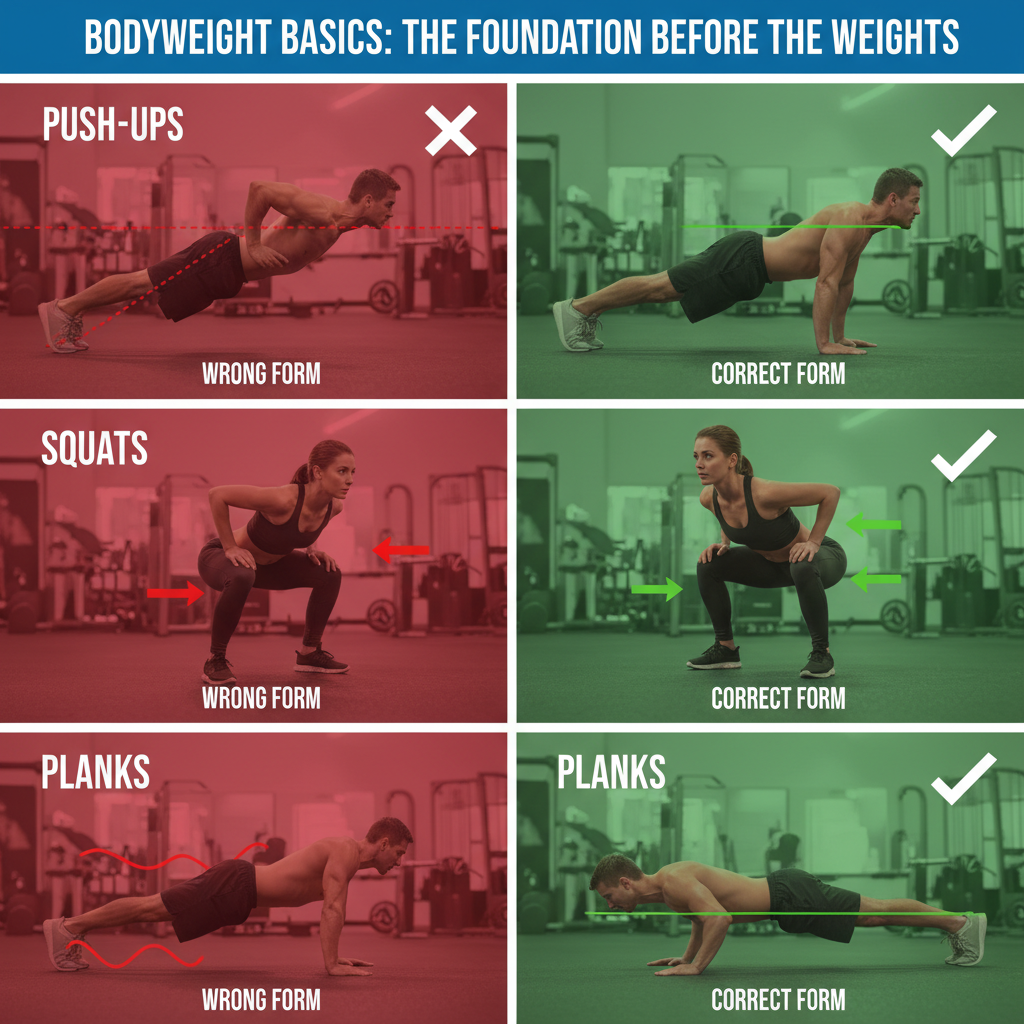 BODYWEIGHT BASICS: THE FOUNDATION BEFORE THE WEIGHTS
PUSH-UPS
WRONG FORM
CORRECT FORM
SQUATS
WRONG FORM
CORRECT FORM
PLANKS
PLANKS
WRONG FORM
CORRECT FORM